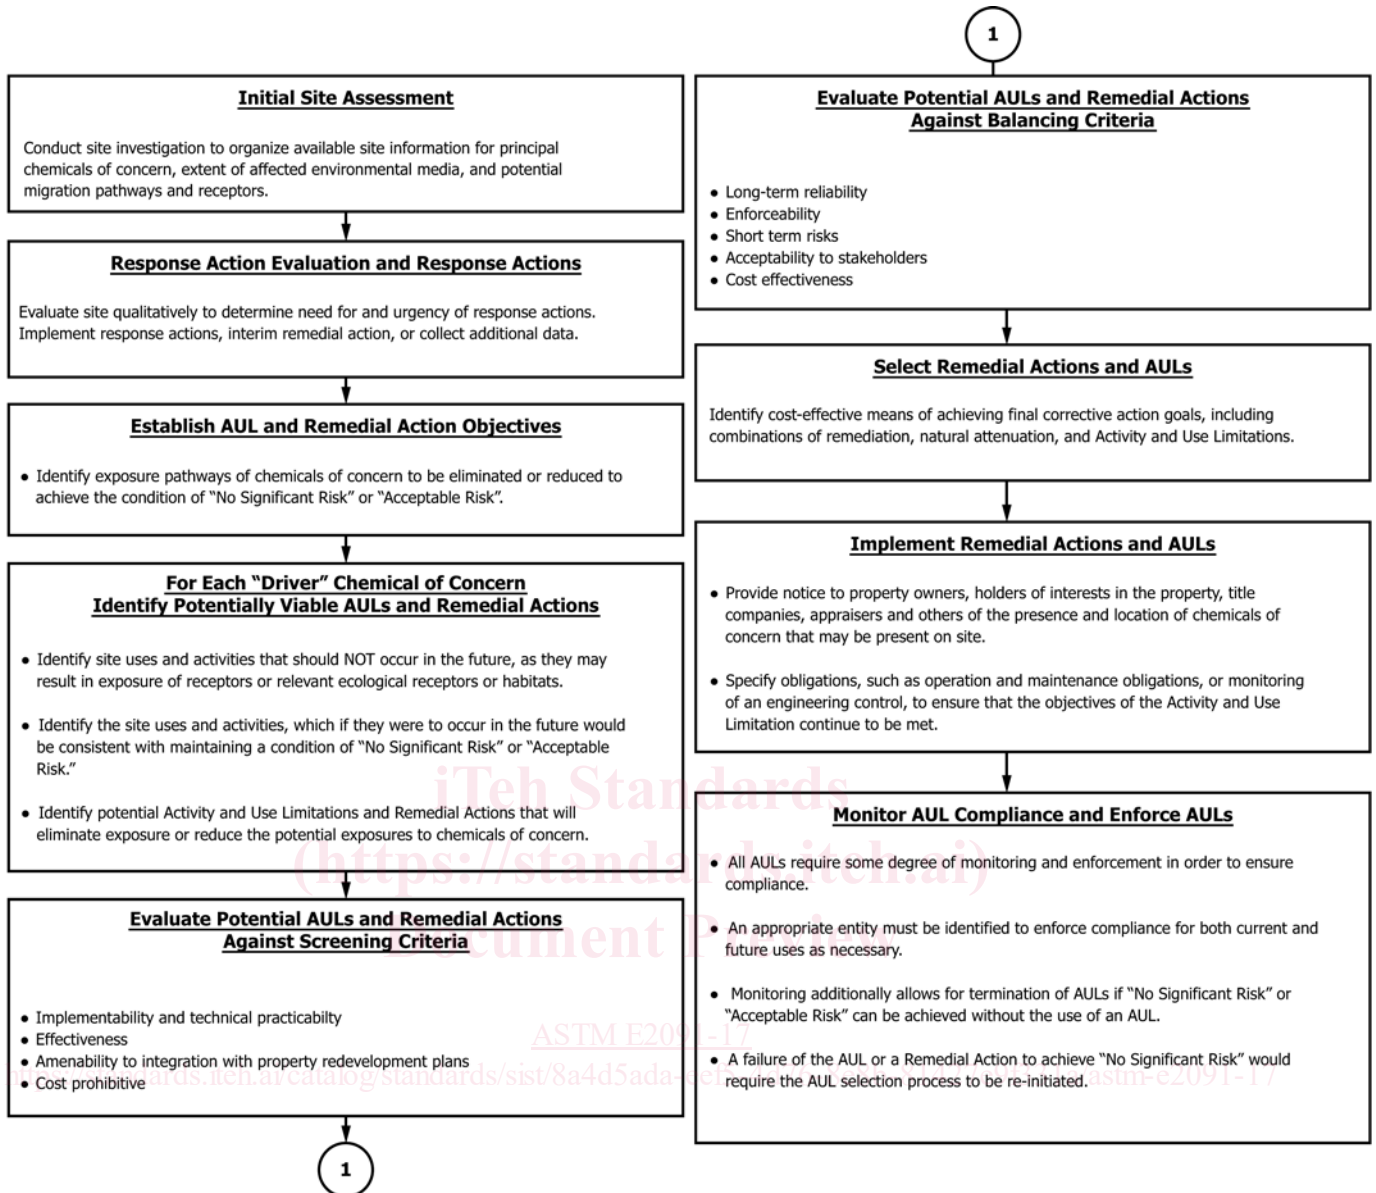 Initial Site Assessment
Conduct site investigation to organize available site information for principal
chemicals of concern, extent of affected environmental media, and potential
migration pathways and receptors.
Response Action Evaluation and Response Actions
Evaluate site qualitatively to determine need for and urgency of response actions.
Implement response actions, interim remedial action, or collect additional data.
Establish AUL and Remedial Action Objectives
● Identify exposure pathways of chemicals of concern to be eliminated or reduced to
achieve the condition of “No Significant Risk” or “Acceptable Risk”.
For Each “Driver” Chemical of Concern
Identify Potentially Viable AULs and Remedial Actions
● Identify site uses and activities that should NOT occur in the future, as they may
result in exposure of receptors or relevant ecological receptors or habitats.
● Identify the site uses and activities, which if they were to occur in the future would
be consistent with maintaining a condition of “No Significant Risk” or “Acceptable
Risk.”
● Identify potential Activity and Use Limitations and Remedial Actions that will
eliminate exposure or reduce the potential exposures to chemicals of concern.
Evaluate Potential AULs and Remedial Actions
Against Screening Criteria
● Implementability and technical practicabilty
● Effectiveness
● Amenability to integration with property redevelopment plans
● Cost prohibitive
1
1
Evaluate Potential AULs and Remedial Actions
Against Balancing Criteria
● Long-term reliability
● Enforceability
● Short term risks
● Acceptability to stakeholders
● Cost effectiveness
Select Remedial Actions and AULs
Identify cost-effective means of achieving final corrective action goals, including
combinations of remediation, natural attenuation, and Activity and Use Limitations.
Implement Remedial Actions and AULs
● Provide notice to property owners, holders of interests in the property, title
companies, appraisers and others of the presence and location of chemicals of
concern that may be present on site.
● Specify obligations, such as operation and maintenance obligations, or monitoring
of an engineering control, to ensure that the objectives of the Activity and Use
Limitation continue to be met.
Monitor AUL Compliance and Enforce AULs
● All AULs require some degree of monitoring and enforcement in order to ensure
compliance.
● An appropriate entity must be identified to enforce compliance for both current and
future uses as necessary.
● Monitoring additionally allows for termination of AULs if “No Significant Risk” or
“Acceptable Risk” can be achieved without the use of an AUL.
● A failure of the AUL or a Remedial Action to achieve “No Significant Risk” would
require the AUL selection process to be re-initiated.
iTeh Standards
(https://standards.iteh.ai)
Document Preview
ASTM E2091-17